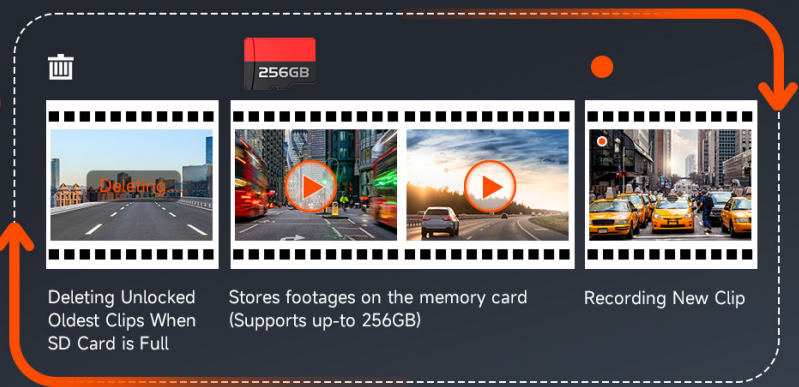 256GB
Deleting...
Deleting Unlocked
Oldest Clips When
SD Card is Full
Stores footages on the memory card
(Supports up-to 256GB)
Recording New Clip